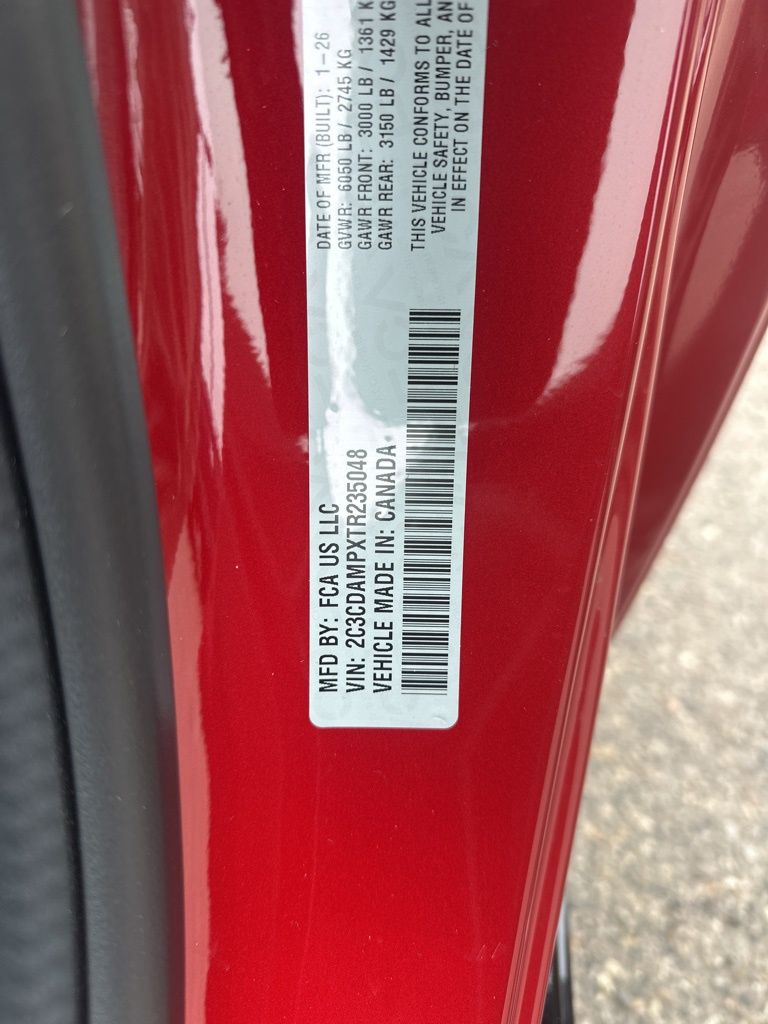 MFD BY: FCA US LLC
VIN: 2C3CDAMPXTR235048
VEHICLE MADE IN: CANADA
DATE OF MFR (BUILT): 1-26
GVWR: 6050 LB / 2745 KG
GAWR FRONT: 3000 LB / 1361 K
GAWR REAR: 3150 LB / 1429 KG
THIS VEHICLE CONFORMS TO ALL
VEHICLE SAFETY, BUMPER, AN
IN EFFECT ON THE DATE OF